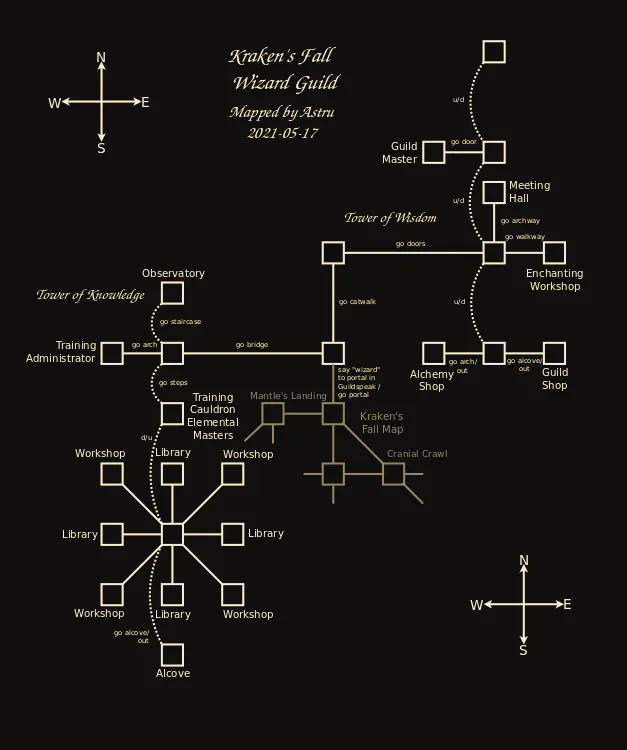 Kraken's Fall
Wizard Guild
Mapped by Astru
2021-05-17
N
W
E
S
u/d
Guild
Master
go door
u/d
Meeting
Hall
go archway
Tower of Wisdom
go walkway
go doors
Enchanting
Workshop
Observatory
Tower of Knowledge
go catwalk
u/d
go staircase
Training
Administrator
go arch
go bridge
go arch/
out
go alcove/
out
Alchemy
Shop
Guild
Shop
say "wizard"
to portal in
Guildspeak /
go portal
go steps
Training
Cauldron
Elemental
Masters
Mantle's Landing
Kraken's
Fall Map
d/u
Cranial Crawl
Workshop
Library
Workshop
Library
Library
Workshop
Library
Workshop
go alcove/
out
Alcove
N
W
E
S